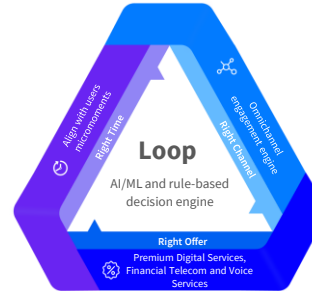 Align with users
micromoments
Right Time
Omnichannel
engagement engine
Right Channel
Loop
AI/ML and rule-based
decision engine
Right Offer
Premium Digital Services,
Financial Telecom and Voice
Services